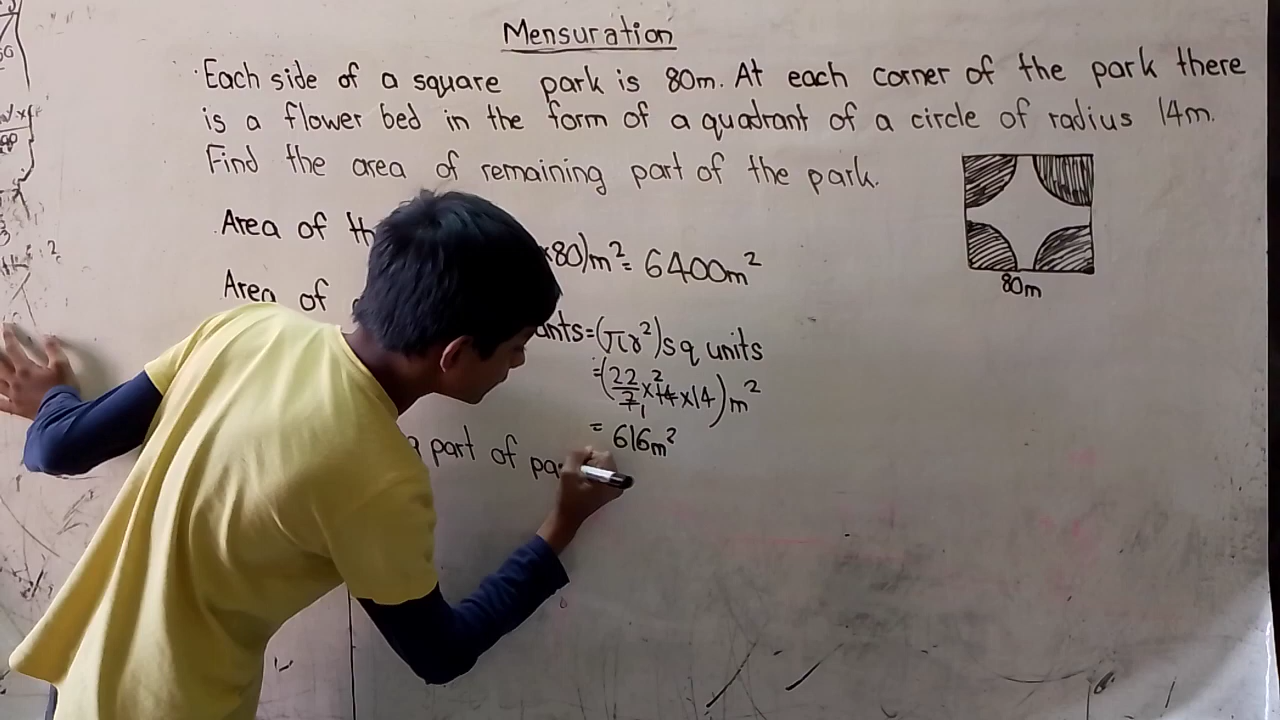 Mensuration
Each side of a square park is 80m. At each corner of the park there
is a flower bed in the form of a quadrant of a circle of radius 14m.
Find the area of remaining part of the park.
Area of th
×80)m²= 6400m²
Area of
ants=(πr²)sq units
=(22/7 × 14 × 14)m²
2
1
= 616m²
part of pa
80m